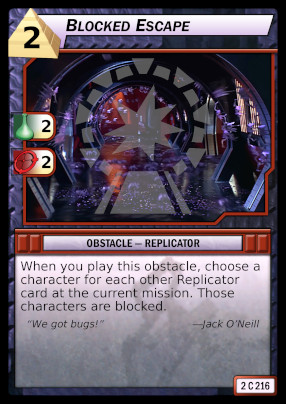 2
BLOCKED ESCAPE
2
2
OBSTACLE – REPLICATOR
When you play this obstacle, choose a
character for each other Replicator
card at the current mission. Those
characters are blocked.
“We got bugs!” —Jack O’Neill
2 C 216